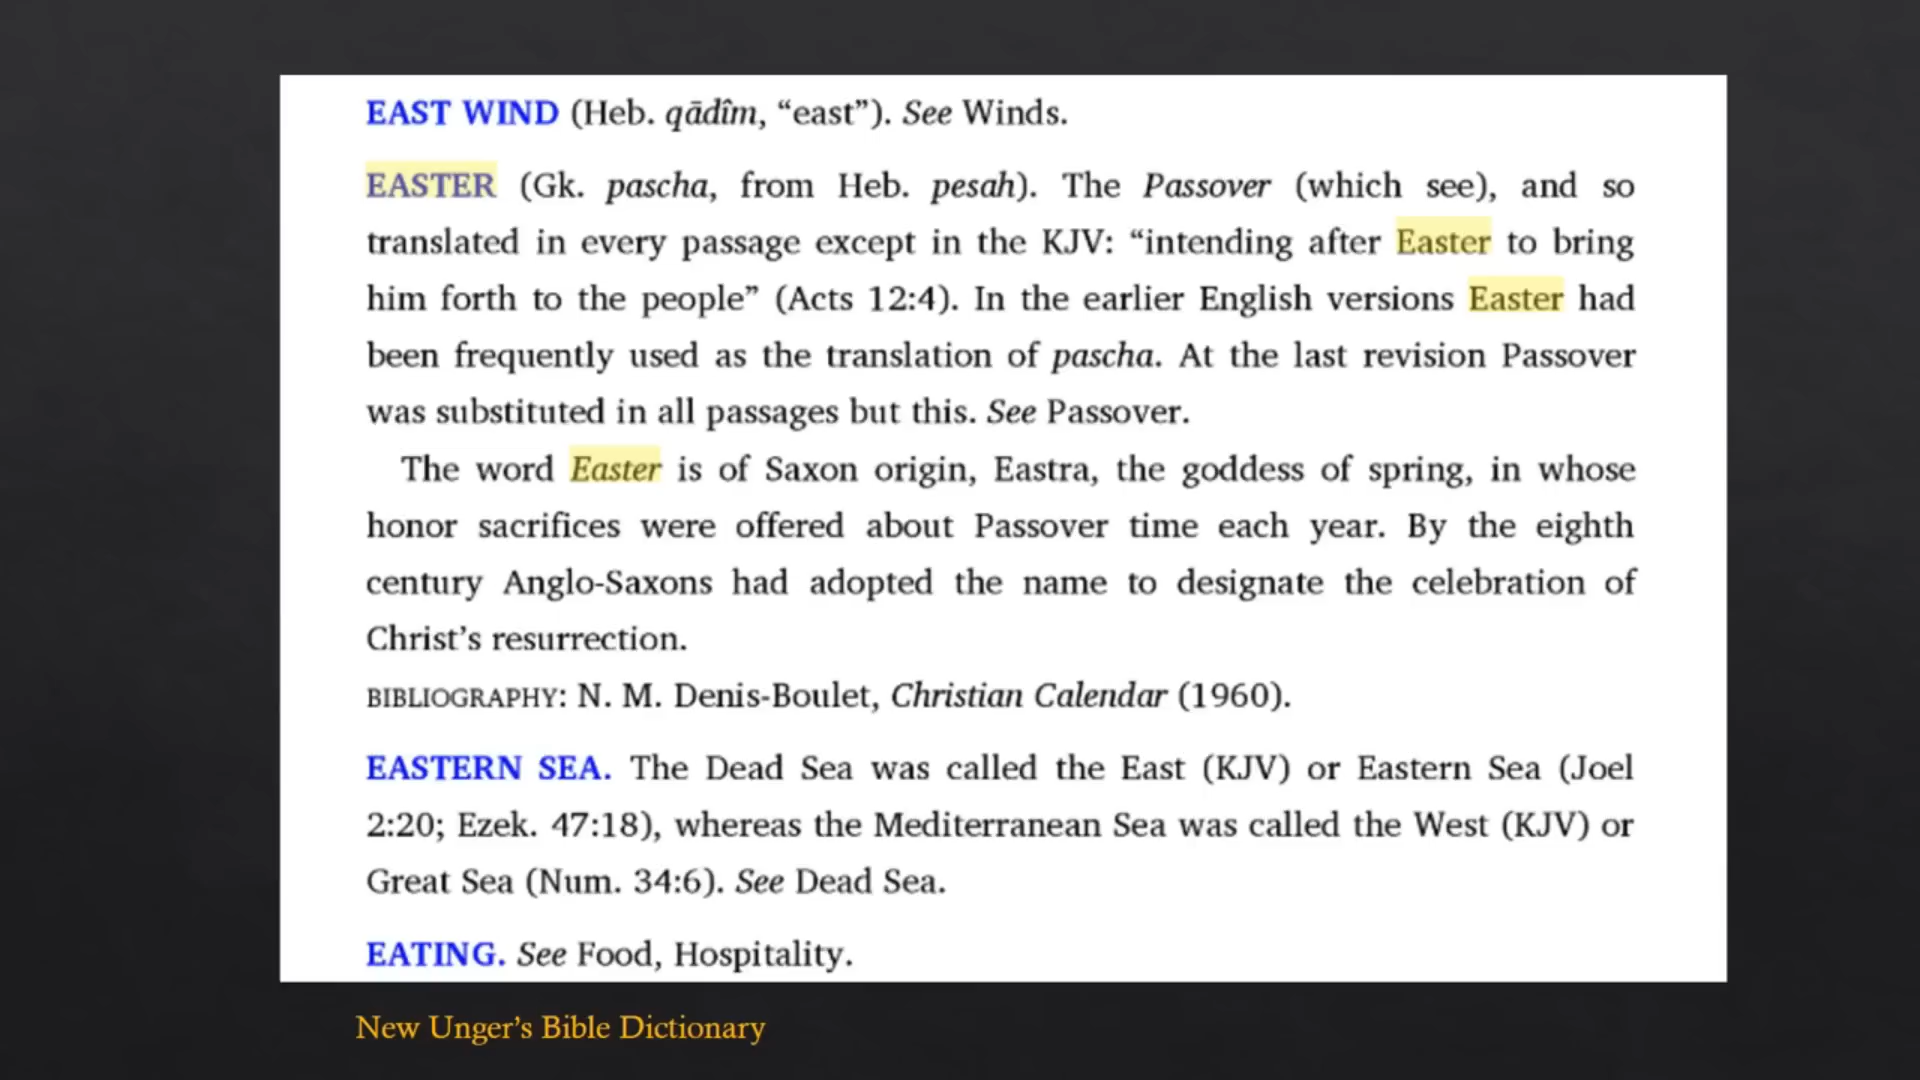 EAST WIND (Heb. qādîm, “east”). See Winds.
EASTER (Gk. pascha, from Heb. pesah). The Passover (which see), and so
translated in every passage except in the KJV: “intending after Easter to bring
him forth to the people” (Acts 12:4). In the earlier English versions Easter had
been frequently used as the translation of pascha. At the last revision Passover
was substituted in all passages but this. See Passover.
The word Easter is of Saxon origin, Eastra, the goddess of spring, in whose
honor sacrifices were offered about Passover time each year. By the eighth
century Anglo-Saxons had adopted the name to designate the celebration of
Christ’s resurrection.
BIBLIOGRAPHY: N. M. Denis-Boulet, Christian Calendar (1960).
EASTERN SEA. The Dead Sea was called the East (KJV) or Eastern Sea (Joel
2:20; Ezek. 47:18), whereas the Mediterranean Sea was called the West (KJV) or
Great Sea (Num. 34:6). See Dead Sea.
EATING. See Food, Hospitality.
New Unger’s Bible Dictionary